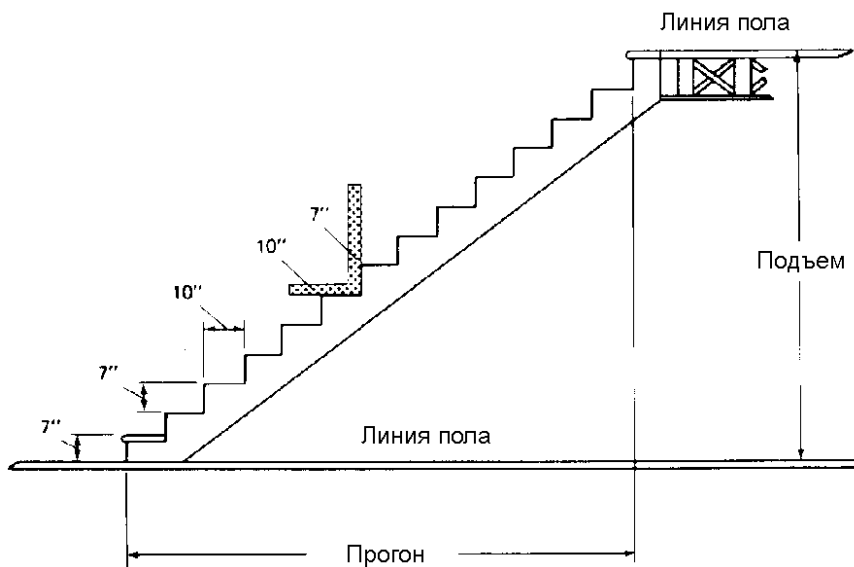 Линия пола
7"
10"
Подъем
10"
7"
7"
Линия пола
Прогон